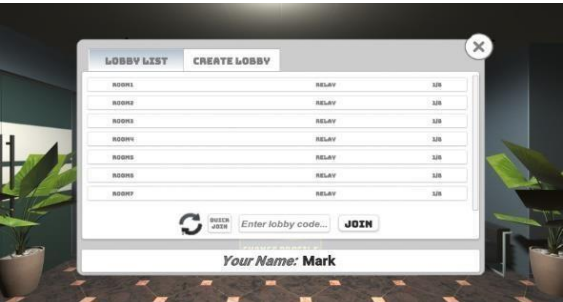 LOBBY LIST CREATE LOBBY
ROOM1 RELAY 1/8
ROOM2 RELAY 1/8
ROOM3 RELAY 1/8
ROOM4 RELAY 1/8
ROOM5 RELAY 1/8
ROOM6 RELAY 1/8
ROOM7 RELAY 1/8
QUICK JOIN Enter lobby code... JOIN
CHANGE PROFILE
Your Name: Mark